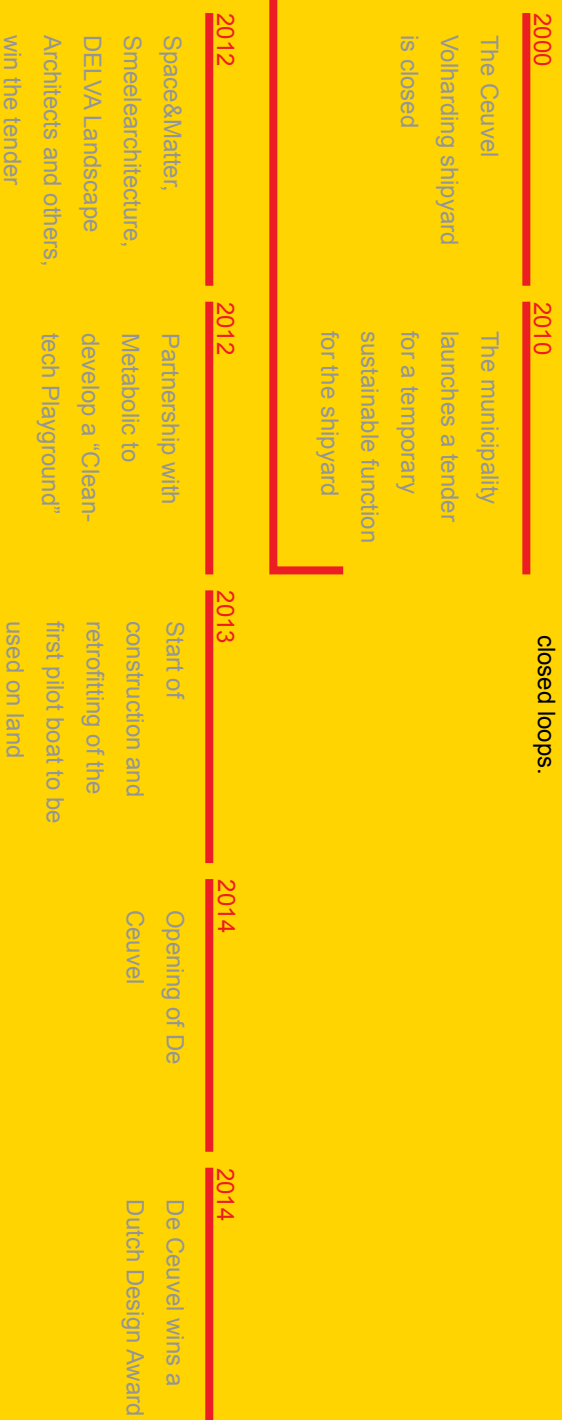 2000
The Ceuvel
Volharding shipyard
is closed
2010
The municipality
launches a tender
for a temporary
sustainable function
for the shipyard
closed loops.
2012
Space&Matter,
Smeelearchitecture,
DELVA Landscape
Architects and others,
win the tender
2012
Partnership with
Metabolic to
develop a “Clean-
tech Playground”
2013
Start of
construction and
retrofitting of the
first pilot boat to be
used on land
2014
Opening of De
Ceuvel
2014
De Ceuvel wins a
Dutch Design Award